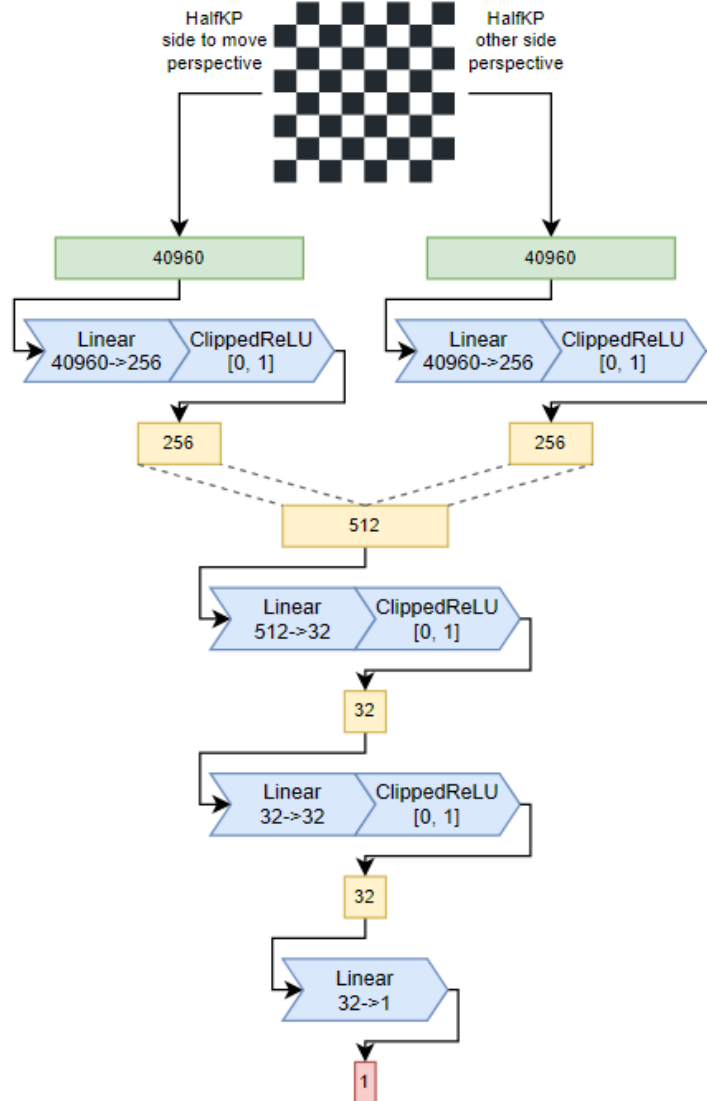 HalfKP
side to move
perspective
HalfKP
other side
perspective
40960
40960
Linear
40960->256
ClippedReLU
[0, 1]
Linear
40960->256
ClippedReLU
[0, 1]
256
256
512
Linear
512->32
ClippedReLU
[0, 1]
32
Linear
32->32
ClippedReLU
[0, 1]
32
Linear
32->1
1